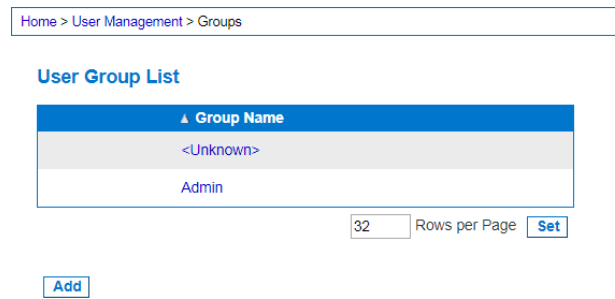 Home > User Management > Groups
User Group List
▲ Group Name
<Unknown>
Admin
32 Rows per Page Set
Add